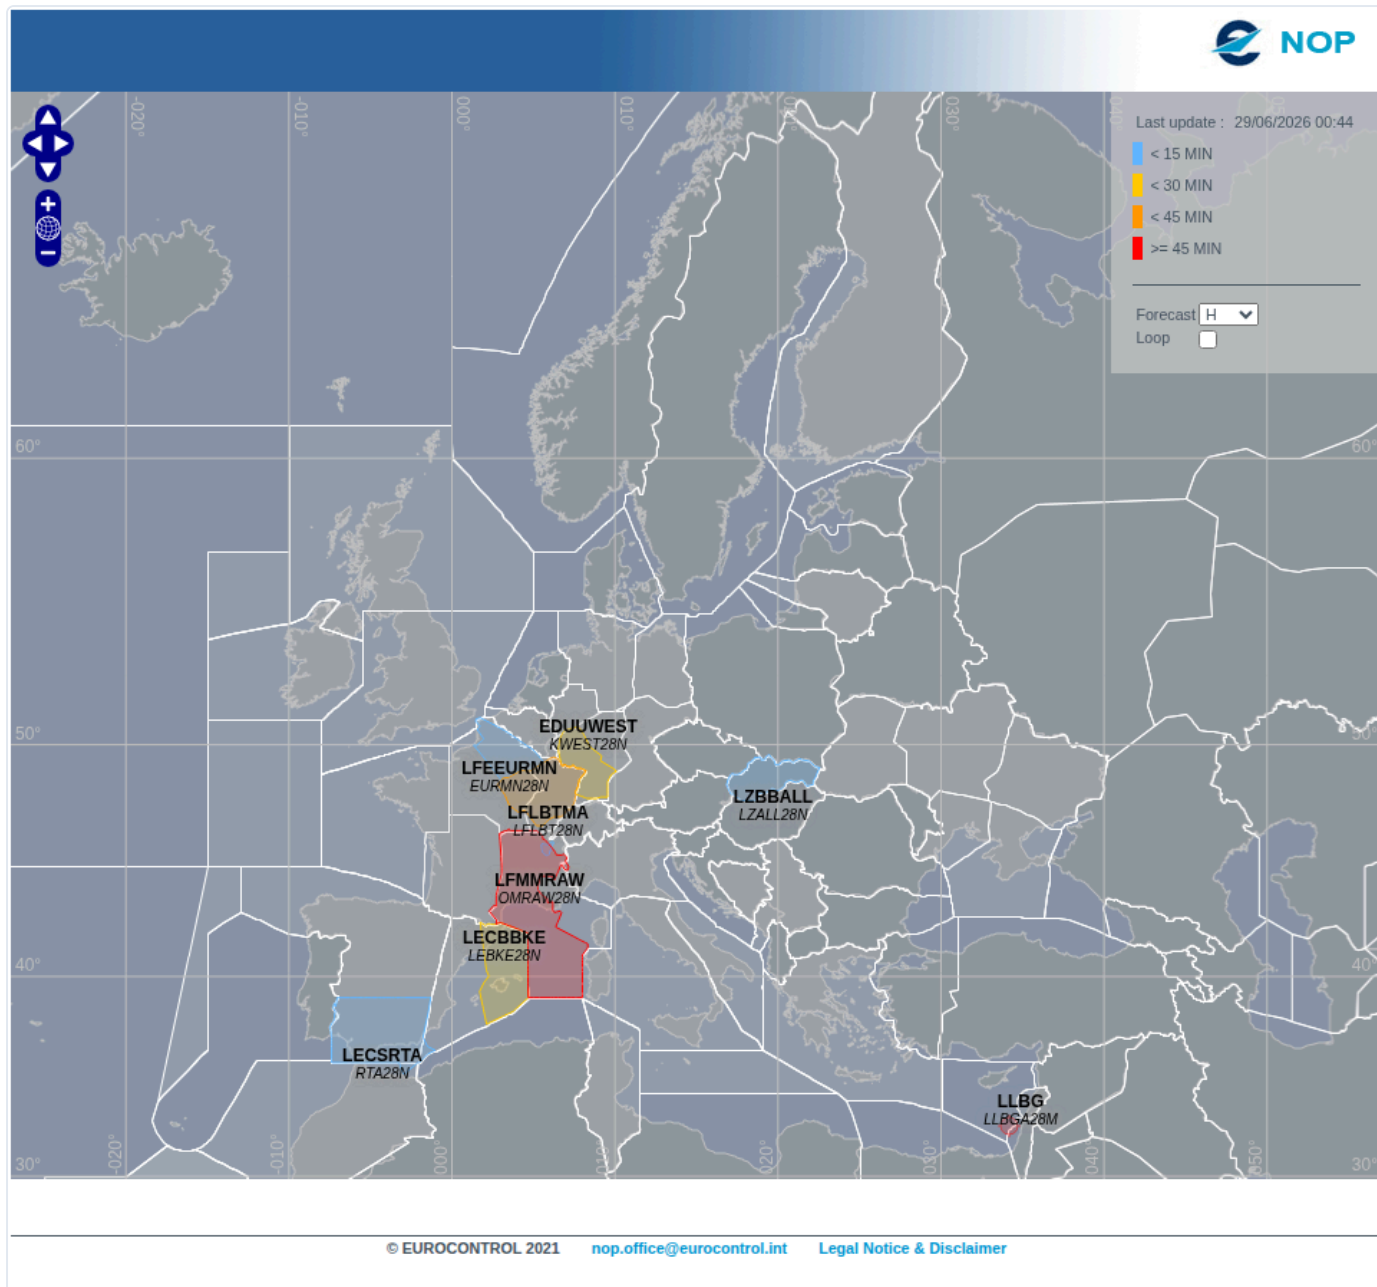 NOP
-020°
-010°
000°
010°
030°
040°
Last update : 29/06/2026 00:44
< 15 MIN
< 30 MIN
< 45 MIN
>= 45 MIN
Forecast H
Loop
60°
60°
50°
50°
EDUUWEST
KWEST28N
LFEEURMN
EURMN28N
LFLBTMA
LFLBT28N
LZBBALL
LZALL28N
LFMMRAW
OMRAW28N
LECBBKE
LEBKE28N
40°
40
LECSRTA
RTA28N
LLBG
LLBGA28M
30°
-020°
-010°
000°
010
020°
030°
040°
050°
30°
© EUROCONTROL 2021 nop.office@eurocontrol.int Legal Notice & Disclaimer